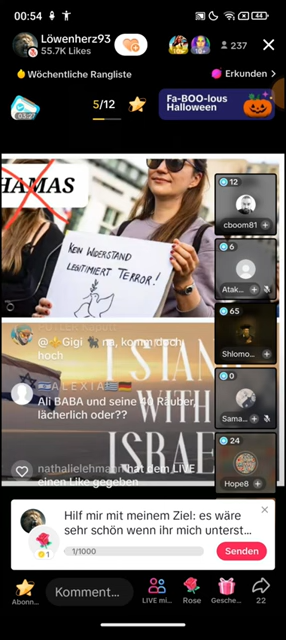 00:54
44
Löwenherz93
55.7K Likes
237
Wöchentliche Rangliste
Erkunden >
5/12
Fa-BOO-lous
Halloween
HAMAS
KEIN WIDERSTAND
LEGITIMIERT TERROR!
12
cboom81
6
Atak...
65
Shlomo...
0
Sama...
24
Hope8
I STAND
WITH
ISRAEL
@Gigi na, komm doch
hoch
ALEXIA
Ali BABA und seine 40 Räuber,
lächerlich oder??
nathalielehmann hat dem LIVE
einen Like gegeben
Hilf mir mit meinem Ziel: es wäre
sehr schön wenn ihr mich unterst...
1
1/1000
Senden
Abonn...
Komment...
LIVE mi...
Rose
Gesche...
22